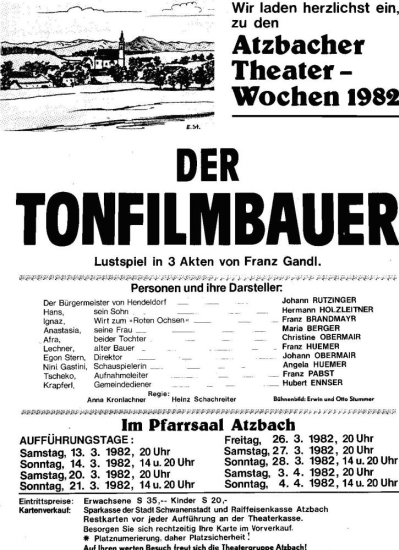 Wir laden herzlichst ein,
zu den
Atzbacher
Theater –
Wochen 1982
E.St.
DER
TONFILMBAUER
Lustspiel in 3 Akten von Franz Gandl.
Personen und ihre Darsteller:
Der Bürgermeister von Hendeldorf Johann RUTZINGER
Hans, sein Sohn Hermann HOLZLEITNER
Ignaz, Wirt zum »Roten Ochsen« Franz BRANDMAYR
Anastasia, seine Frau Maria BERGER
Afra, beider Tochter Christine OBERMAIR
Lechner, alter Bauer Franz HUEMER
Egon Stern, Direktor Johann OBERMAIR
Nini Gastini, Schauspielerin Angela HUEMER
Tscheko, Aufnahmeleiter Franz PABST
Krapferl, Gemeindediener Hubert ENNSER
Regie:
Anna Kronlachner Heinz Schachreiter Bühnenbild: Erwin und Otto Stummer
Im Pfarrsaal Atzbach
AUFFÜHRUNGSTAGE:
Samstag, 13. 3. 1982, 20 Uhr
Sonntag, 14. 3. 1982, 14 u. 20 Uhr
Samstag, 20. 3. 1982, 20 Uhr
Sonntag, 21. 3. 1982, 14 u. 20 Uhr
Freitag, 26. 3. 1982, 20 Uhr
Samstag, 27. 3. 1982, 20 Uhr
Sonntag, 28. 3. 1982, 14 u. 20 Uhr
Samstag, 3. 4. 1982, 20 Uhr
Sonntag, 4. 4. 1982, 14 u. 20 Uhr
Eintrittspreise: Erwachsene S 35,-- Kinder S 20,-
Kartenverkauf: Sparkasse der Stadt Schwanenstadt und Raiffeisenkasse Atzbach
Restkarten vor jeder Aufführung an der Theaterkasse.
Besorgen Sie sich rechtzeitig Ihre Karte im Vorverkauf.
* Platznumerierung, daher Platzsicherheit!
Auf Ihren werten Besuch freut sich die Theatergruppe Atzbach!